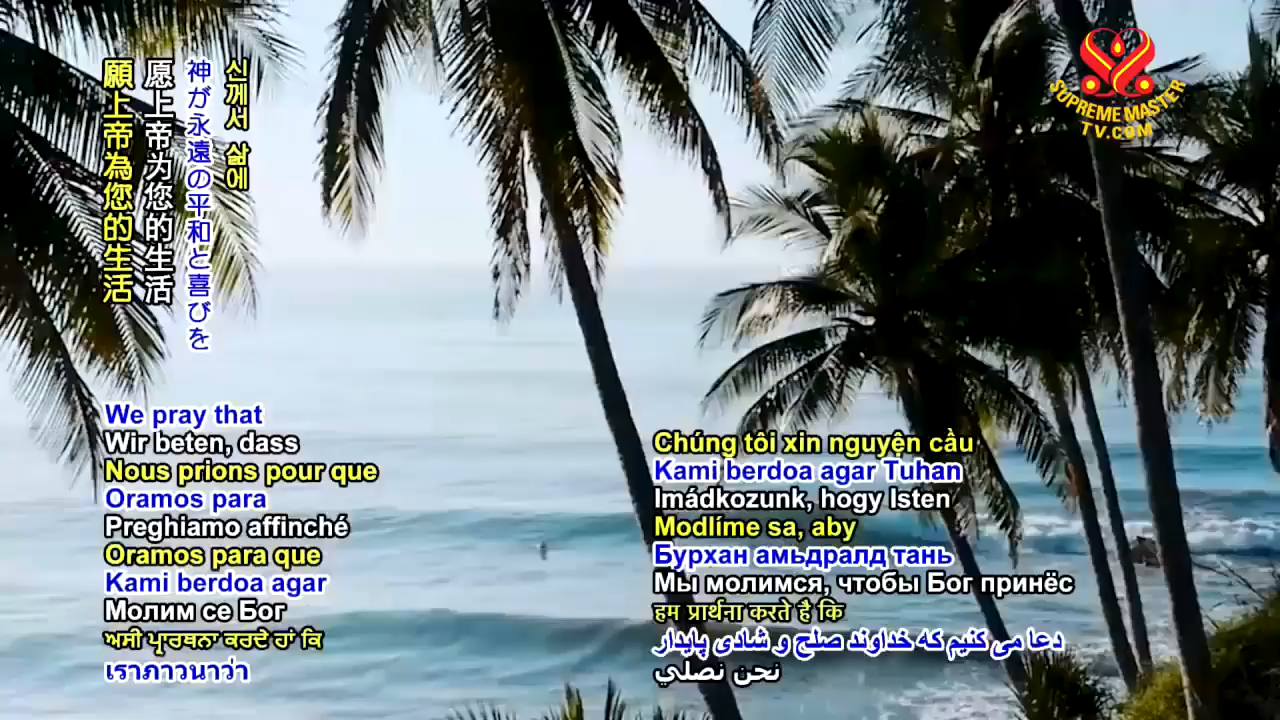 願上帝為您的生活
愿上帝为您的生活
神が永遠の平和と喜びを
신께서 삶에
SUPREME MASTER
TV.COM
We pray that
Wir beten, dass
Nous prions pour que
Oramos para
Preghiamo affinché
Oramos para que
Kami berdoa agar
Молим се Бог
ਅਸੀ ਪ੍ਰਾਰਥਨਾ ਕਰਦੇ ਹਾਂ ਕਿ
เราภาวนาว่า
Chúng tôi xin nguyện cầu
Kami berdoa agar Tuhan
Imádkozunk, hogy Isten
Modlíme sa, aby
Бурхан амьдралд тань
Мы молимся, чтобы Бог принёс
हम प्रार्थना करते है कि
دعا می کنیم که خداوند صلح و شادی پایدار
نحن نصلي